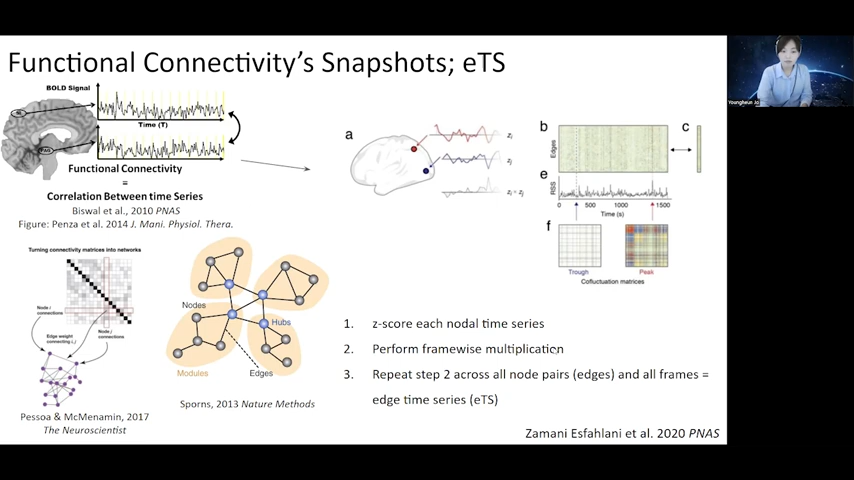 Functional Connectivity's Snapshots; eTS
BOLD Signal
Time (T)
Functional Connectivity
=
Correlation Between time Series
Biswal et al., 2010 PNAS
Figure: Penza et al. 2014 J. Mani. Physiol. Thera.
Turning connectivity matrices into networks
Node i
connections
Node j
connections
Edge weight
connecting i,j
Pessoa & McMenamin, 2017
The Neuroscientist
Nodes
Hubs
Modules
Edges
Sporns, 2013 Nature Methods
a
b
Edges
c
e
RSS
0 500 1000 1500
Time (s)
f
Trough
Peak
Cofluctuation matrices
1. z-score each nodal time series
2. Perform framewise multiplication
3. Repeat step 2 across all node pairs (edges) and all frames =
edge time series (eTS)
Zamani Esfahlani et al. 2020 PNAS
Youngheun Jo